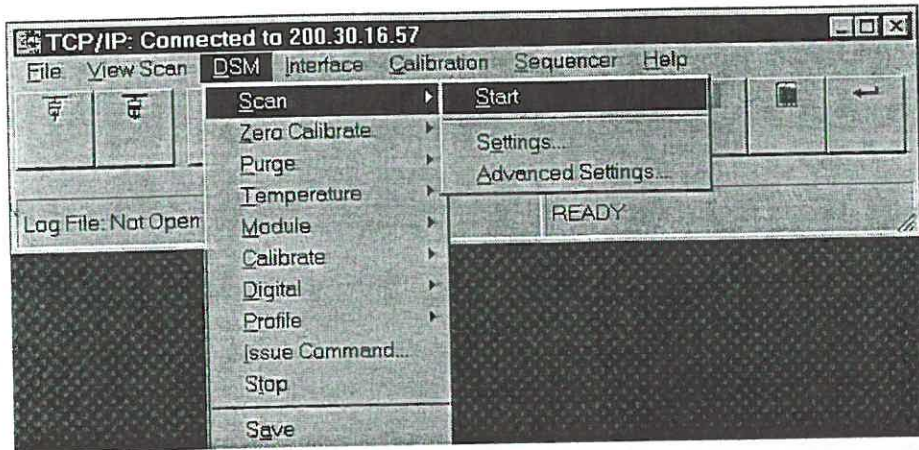 TCP/IP: Connected to 200.30.16.57
File View Scan DSM Interface Calibration Sequencer Help
Scan
Start
Zero Calibrate
Settings...
Purge
Advanced Settings...
Temperature
Log File: Not Open
READY
Module
Calibrate
Digital
Profile
Issue Command...
Stop
Save